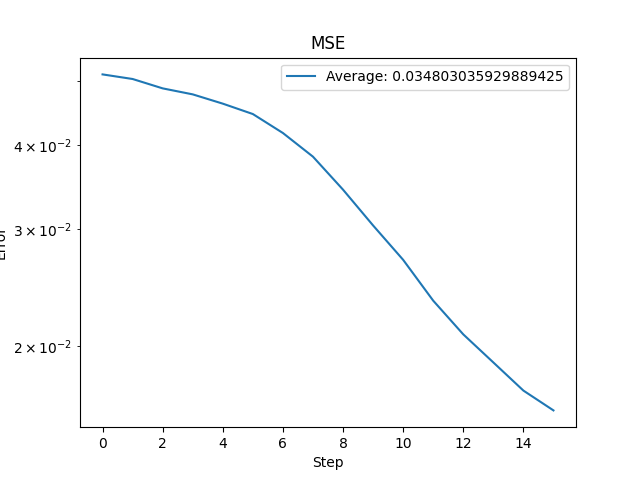 MSE
Average: 0.034803035929889425
4 × 10⁻²
3 × 10⁻²
2 × 10⁻²
Error
0 2 4 6 8 10 12 14
Step